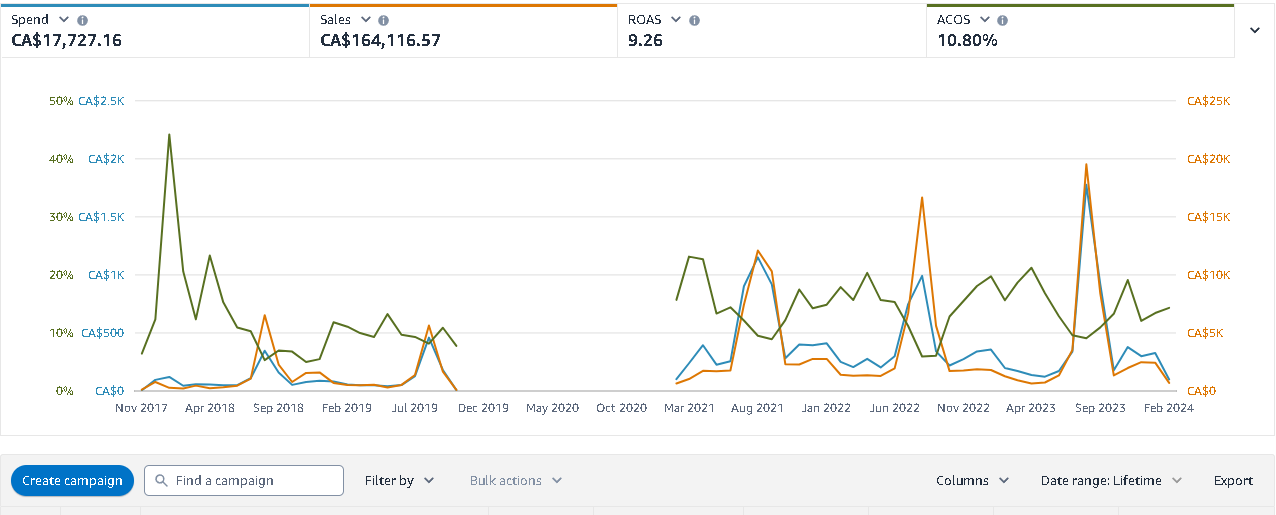 Spend Sales ROAS ACOS
CA$17,727.16 CA$164,116.57 9.26 10.80%
50% CA$2.5K CA$25K
40% CA$2K CA$20K
30% CA$1.5K CA$15K
20% CA$1K CA$10K
10% CA$500 CA$5K
0% CA$0 CA$0
Nov 2017 Apr 2018 Sep 2018 Feb 2019 Jul 2019 Dec 2019 May 2020 Oct 2020 Mar 2021 Aug 2021 Jan 2022 Jun 2022 Nov 2022 Apr 2023 Sep 2023 Feb 2024
Create campaign Find a campaign Filter by Bulk actions Columns Date range: Lifetime Export